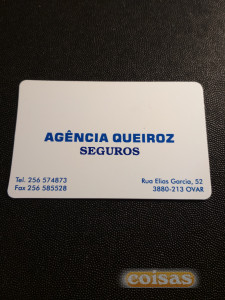 AGÊNCIA QUEIROZ
SEGUROS
Tel. 256 574873
Fax 256 585528
Rua Elias Garcia, 52
3880-213 OVAR
coisas